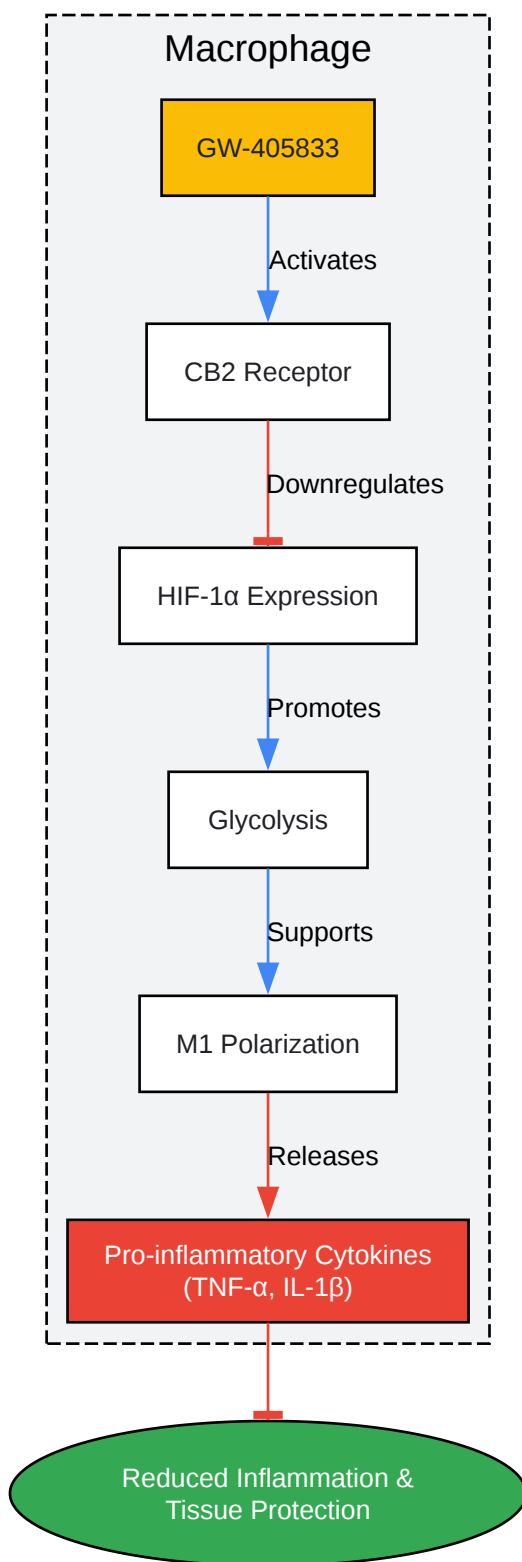 Macrophage
GW-405833
Activates
CB2 Receptor
Downregulates
HIF-1α Expression
Promotes
Glycolysis
Supports
M1 Polarization
Releases
Pro-inflammatory Cytokines
(TNF-α, IL-1β)
Reduced Inflammation &
Tissue Protection